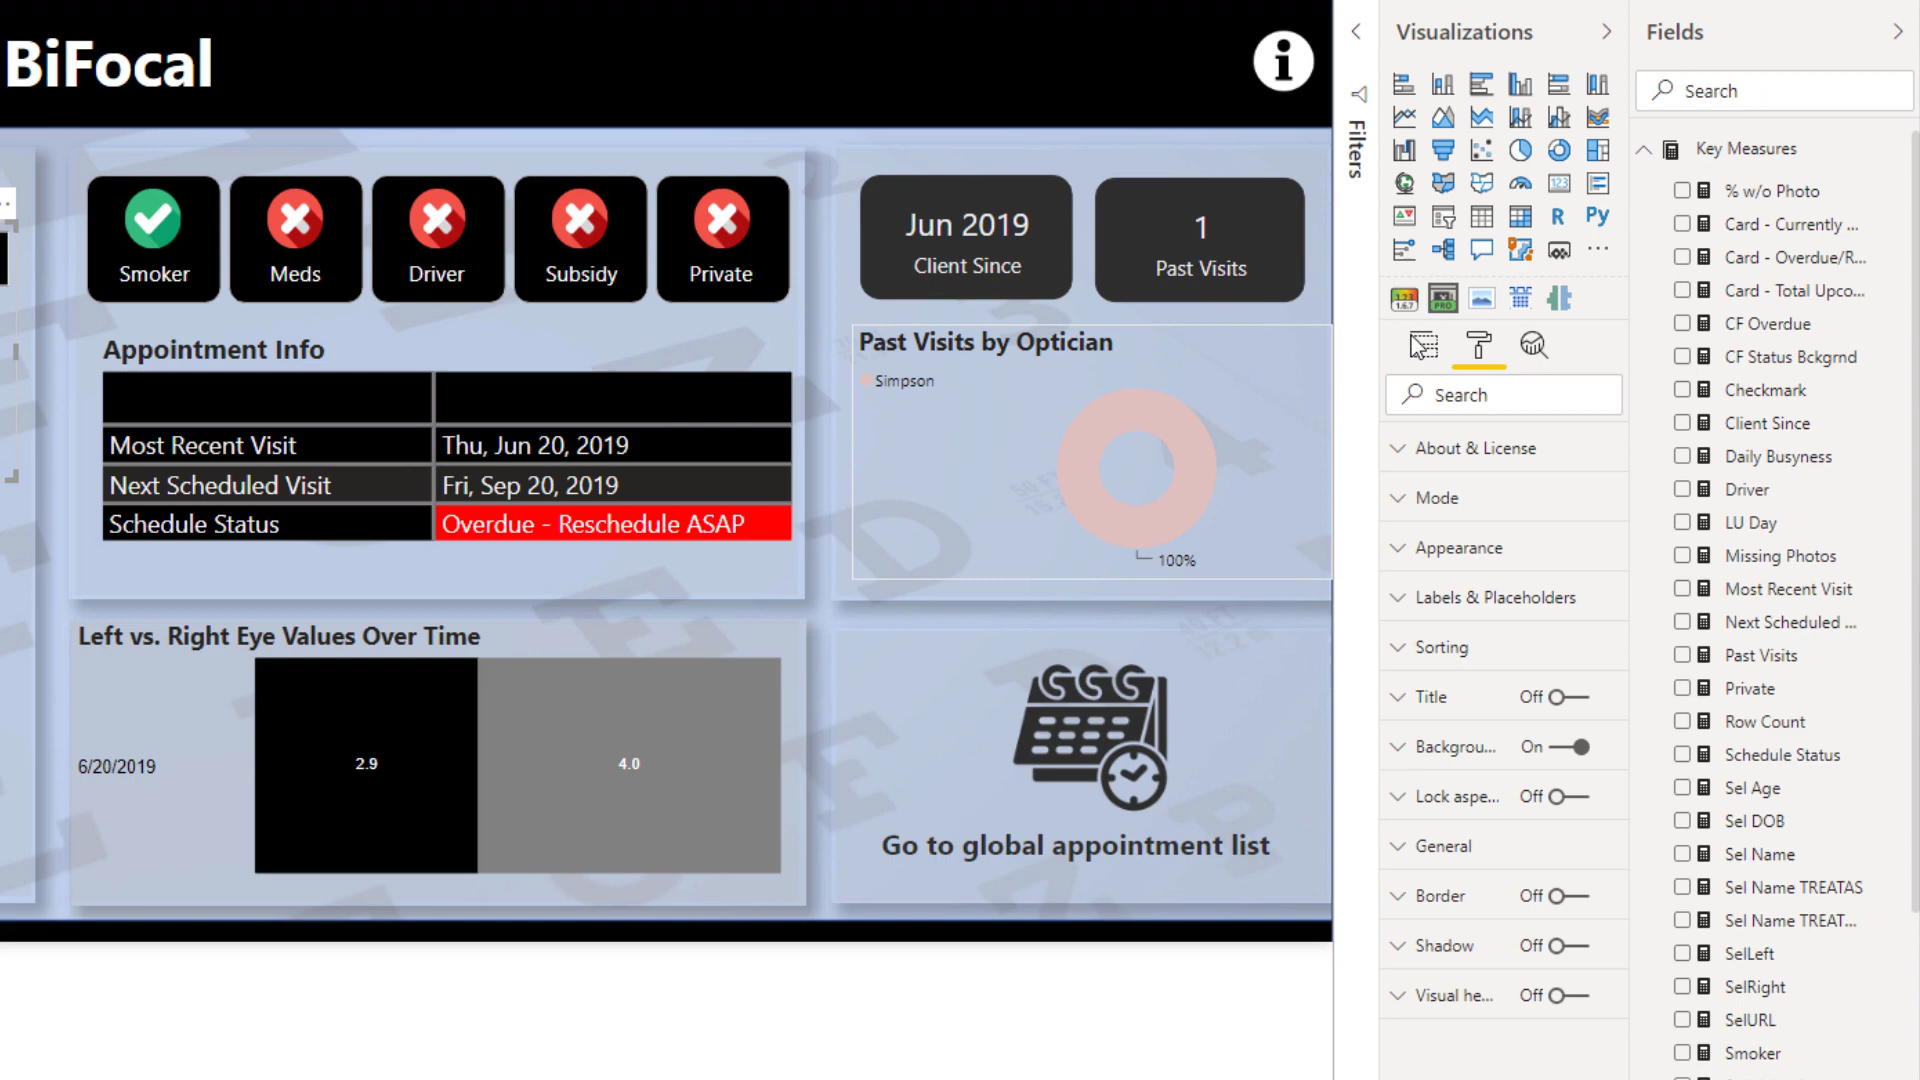 BiFocal
Smoker
Meds
Driver
Subsidy
Private
Appointment Info
Most Recent Visit Thu, Jun 20, 2019
Next Scheduled Visit Fri, Sep 20, 2019
Schedule Status Overdue - Reschedule ASAP
Left vs. Right Eye Values Over Time
6/20/2019
2.9
4.0
Jun 2019
Client Since
1
Past Visits
Past Visits by Optician
Simpson
100%
Go to global appointment list
Filters
Visualizations
123
R
Py
PRO
Search
About & License
Mode
Appearance
Labels & Placeholders
Sorting
Title Off
Backgrou... On
Lock aspe... Off
General
Border Off
Shadow Off
Visual he... Off
Fields
Search
Key Measures
% w/o Photo
Card - Currently ...
Card - Overdue/R...
Card - Total Upco...
CF Overdue
CF Status Bckgrnd
Checkmark
Client Since
Daily Busyness
Driver
LU Day
Missing Photos
Most Recent Visit
Next Scheduled ...
Past Visits
Private
Row Count
Schedule Status
Sel Age
Sel DOB
Sel Name
Sel Name TREATAS
Sel Name TREAT...
SelLeft
SelRight
SelURL
Smoker